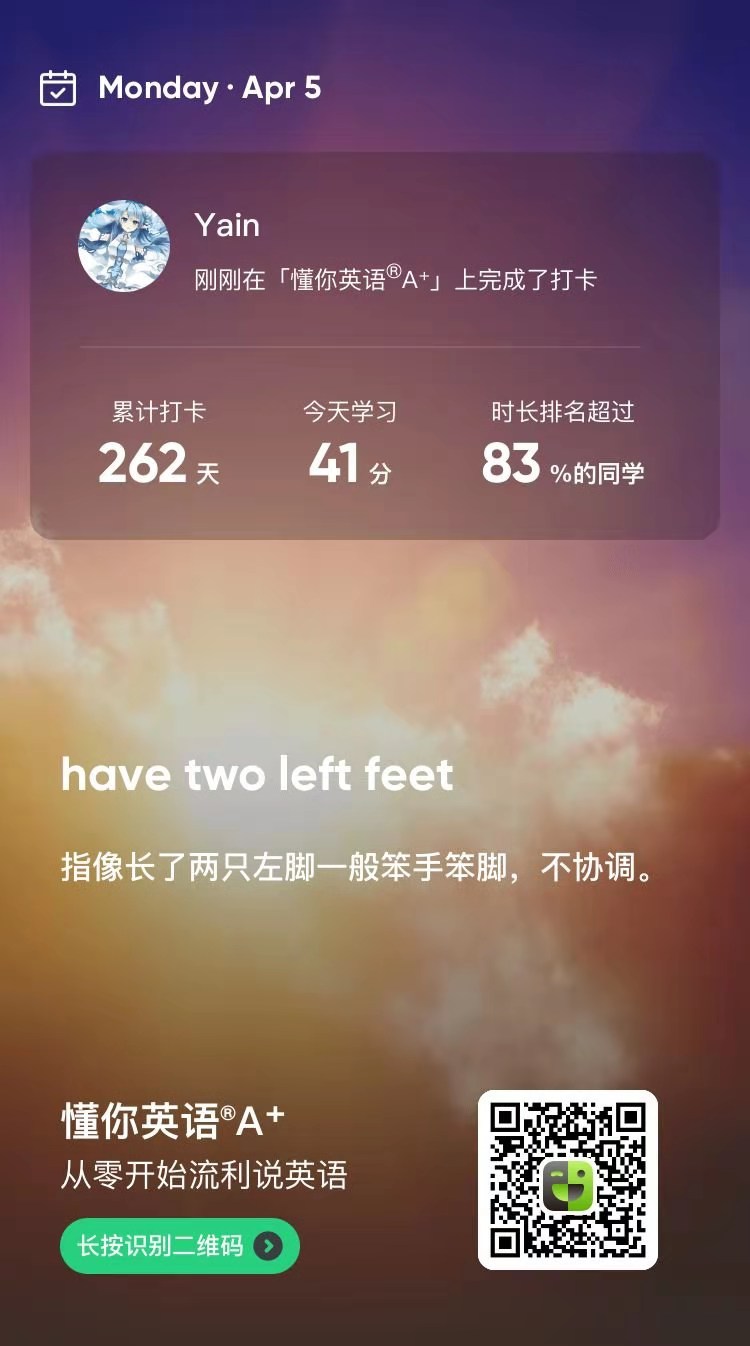 Monday · Apr 5
Yain
刚刚在「懂你英语®A⁺」上完成了打卡
累计打卡 今天学习 时长排名超过
262 天 41 分 83 %的同学
have two left feet
指像长了两只左脚一般笨手笨脚，不协调。
懂你英语®A⁺
从零开始流利说英语
长按识别二维码